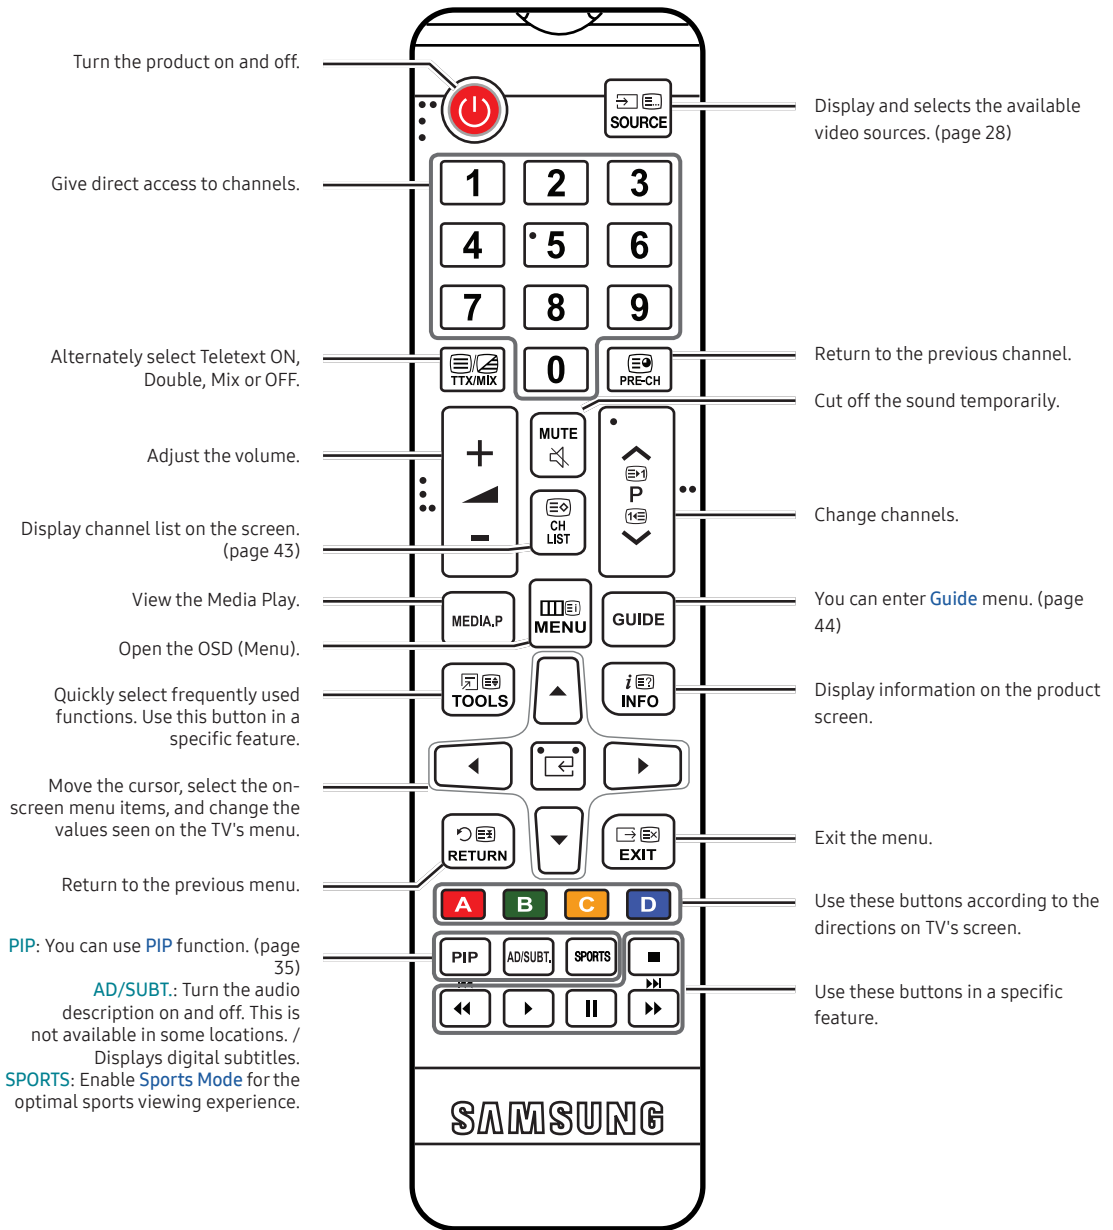 Turn the product on and off.
SOURCE
Display and selects the available
video sources. (page 28)
Give direct access to channels.
1 2 3
4 5 6
7 8 9
0
Alternately select Teletext ON,
Double, Mix or OFF.
TTX/MIX
PRE-CH
Return to the previous channel.
Cut off the sound temporarily.
MUTE
Adjust the volume.
+
-
P
Change channels.
CH
LIST
Display channel list on the screen.
(page 43)
View the Media Play.
MEDIA.P
MENU
GUIDE
You can enter Guide menu. (page
44)
Open the OSD (Menu).
TOOLS
INFO
Quickly select frequently used
functions. Use this button in a
specific feature.
Display information on the product
screen.
Move the cursor, select the on-
screen menu items, and change the
values seen on the TV's menu.
RETURN
EXIT
Exit the menu.
Return to the previous menu.
A B C D
Use these buttons according to the
directions on TV's screen.
PIP AD/SUBT. SPORTS
PIP: You can use PIP function. (page
35)
AD/SUBT.: Turn the audio
description on and off. This is
not available in some locations. /
Displays digital subtitles.
SPORTS: Enable Sports Mode for the
optimal sports viewing experience.
Use these buttons in a specific
feature.
SAMSUNG